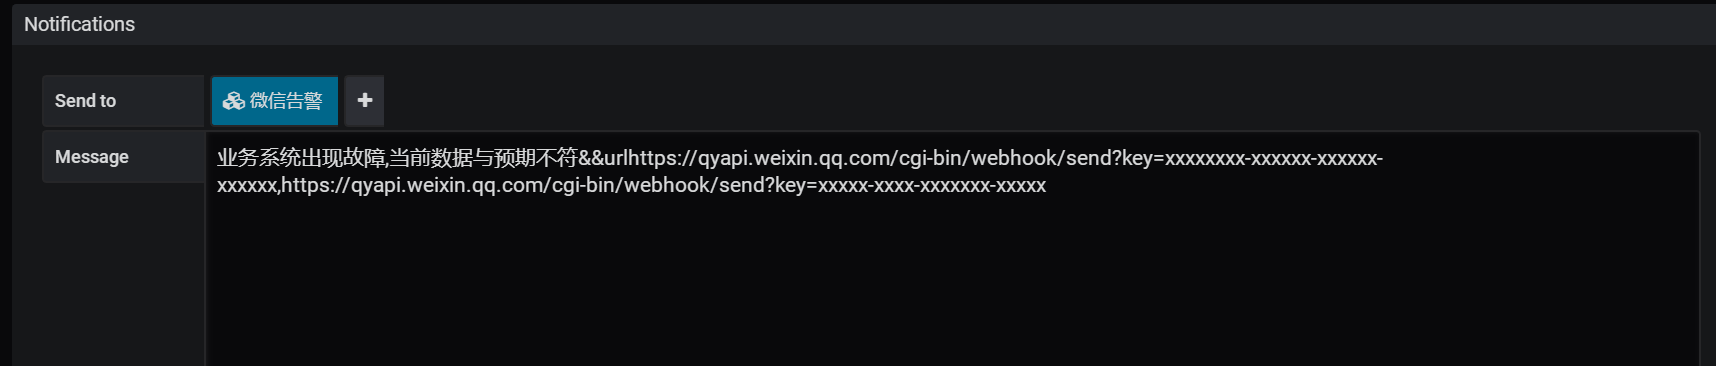 Notifications
Send to
微信告警
Message
业务系统出现故障,当前数据与预期不符&&urlhttps://qyapi.weixin.qq.com/cgi-bin/webhook/send?key=xxxxxxxx-xxxxxx-xxxxxx-
xxxxxx,https://qyapi.weixin.qq.com/cgi-bin/webhook/send?key=xxxxx-xxxx-xxxxxxx-xxxxx